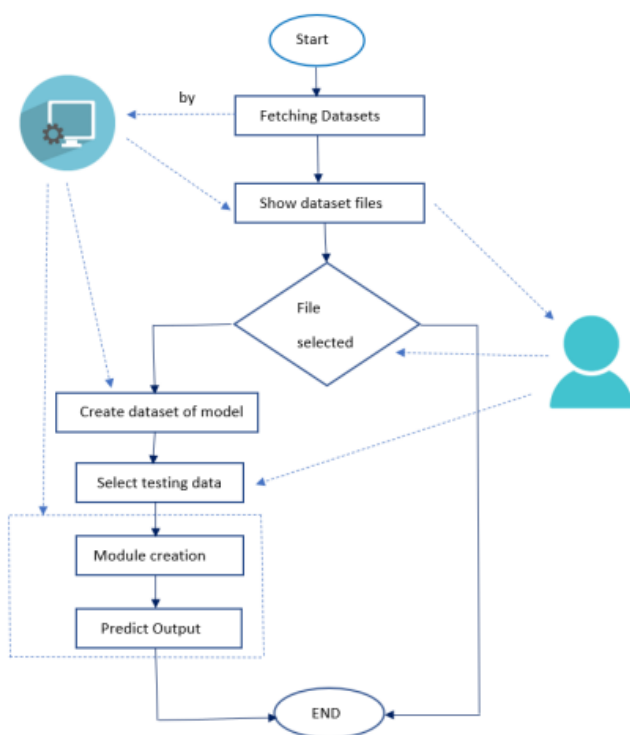 Start
by
Fetching Datasets
Show dataset files
File
selected
Create dataset of model
Select testing data
Module creation
Predict Output
END